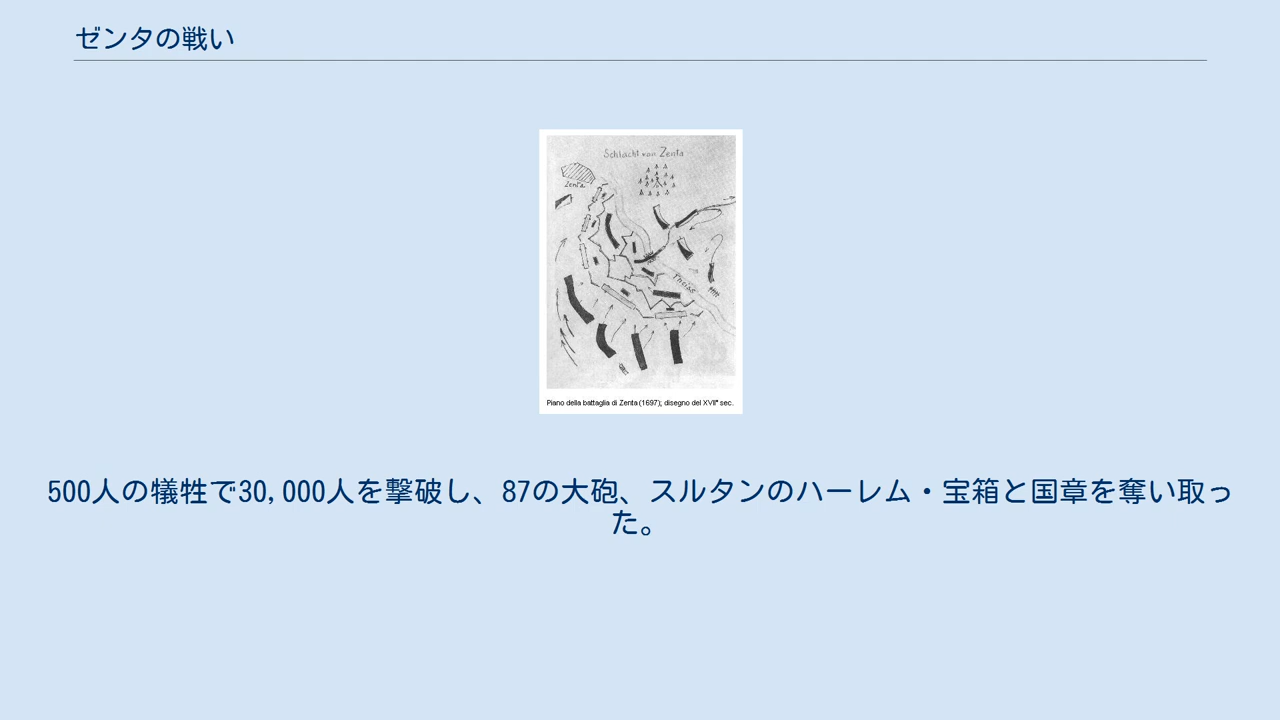 ゼンタの戦い
Schlacht von Zenta
Zenta
Theiss
Piano della battaglia di Zenta (1697); disegno del XVII° sec.
500人の犠牲で30,000人を撃破し、87の大砲、スルタンのハーレム・宝箱と国章を奪い取っ
た。